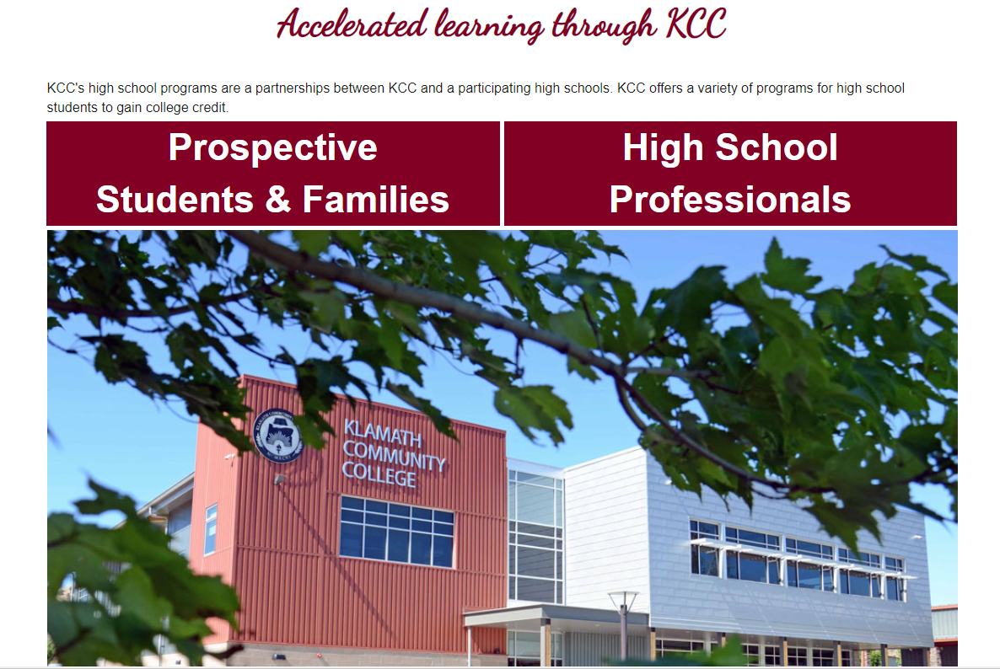 Accelerated learning through KCC
KCC's high school programs are a partnerships between KCC and a participating high schools. KCC offers a variety of programs for high school
students to gain college credit.
Prospective
Students & Families
High School
Professionals
KLAMATH
COMMUNITY
COLLEGE